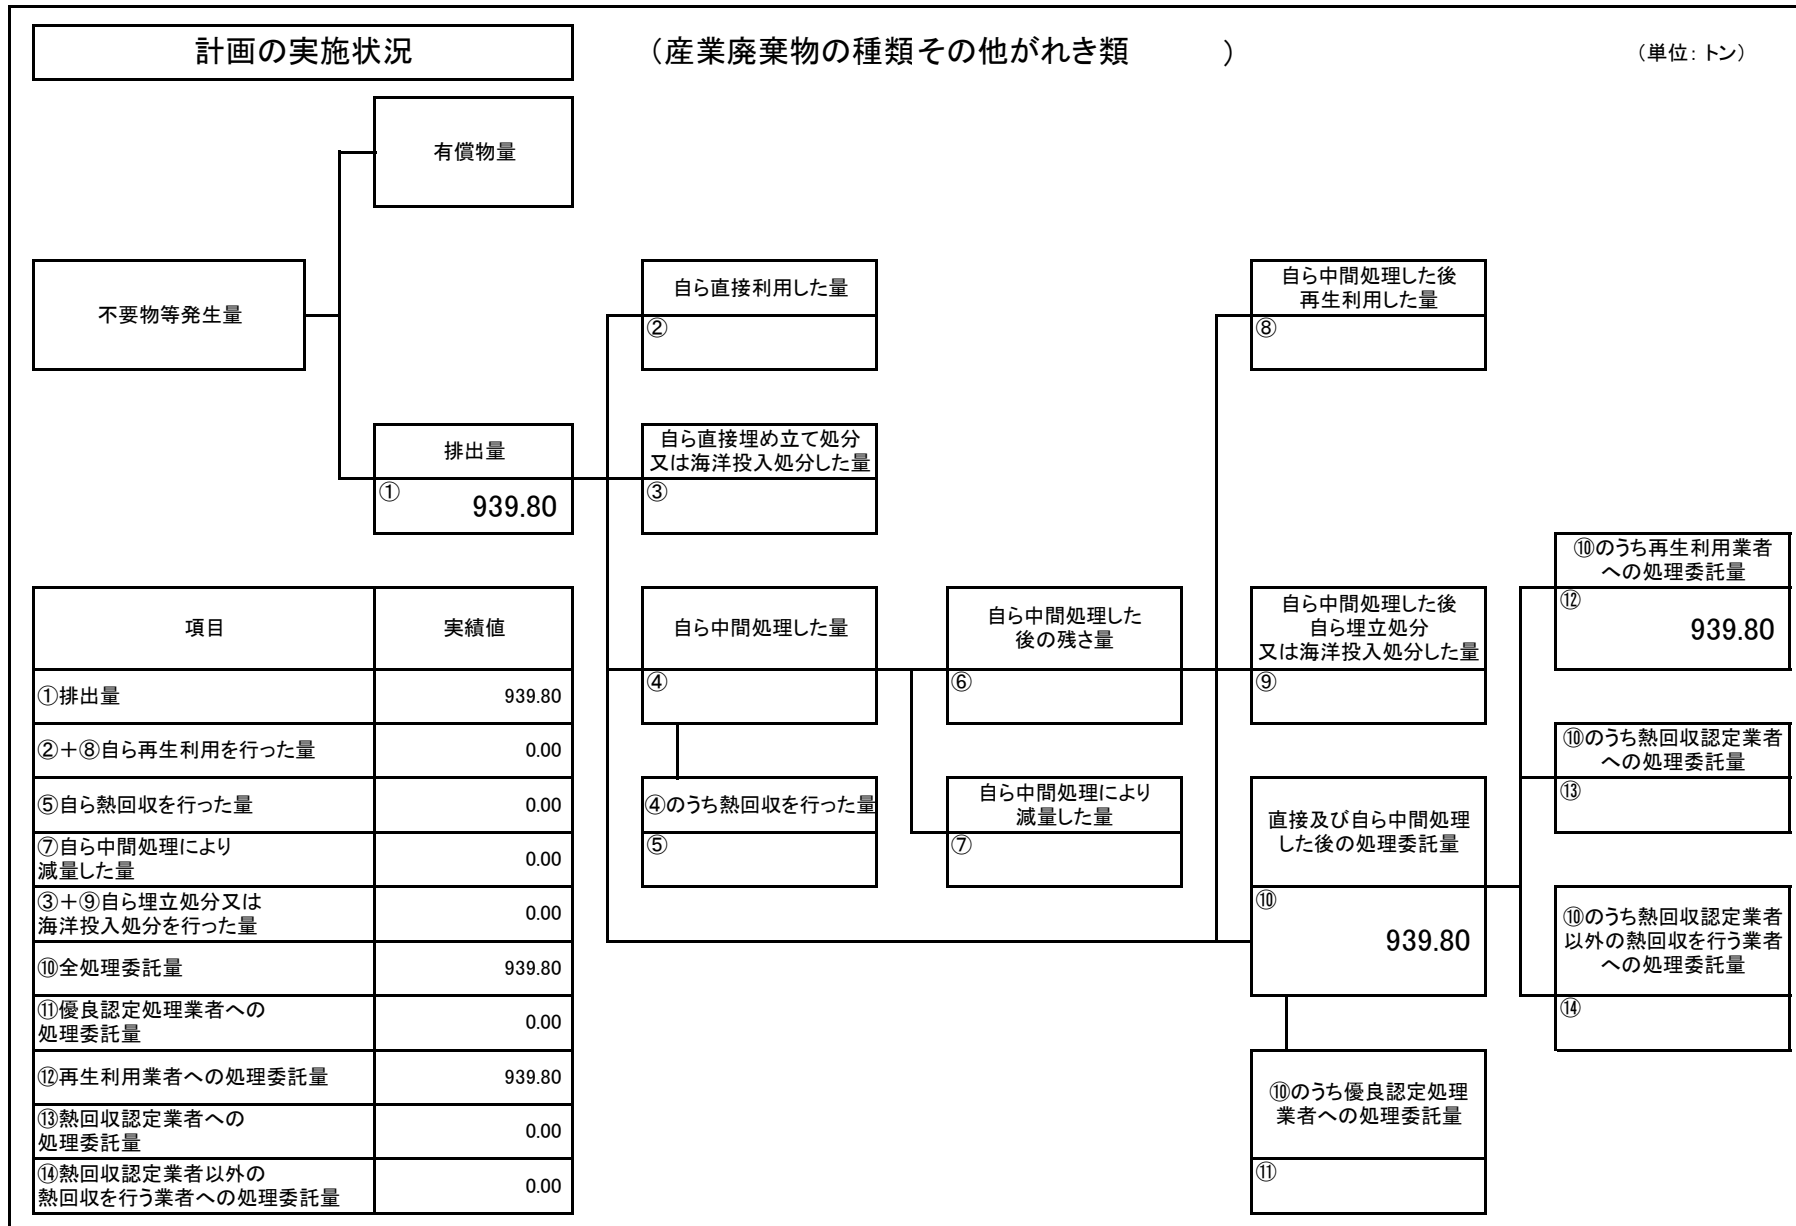 計画の実施状況
（産業廃棄物の種類その他がれき類　　　）
（単位：トン）
有償物量
不要物等発生量
自ら直接利用した量
②
自ら中間処理した後
再生利用した量
⑧
排出量
① 939.80
自ら直接埋め立て処分
又は海洋投入処分した量
③
⑩のうち再生利用業者
への処理委託量
⑫ 939.80
自ら中間処理した量
④
自ら中間処理した
後の残さ量
⑥
自ら中間処理した後
自ら埋立処分
又は海洋投入処分した量
⑨
⑩のうち熱回収認定業者
への処理委託量
⑬
④のうち熱回収を行った量
⑤
自ら中間処理により
減量した量
⑦
直接及び自ら中間処理
した後の処理委託量
⑩
939.80
⑩のうち熱回収認定業者
以外の熱回収を行う業者
への処理委託量
⑭
⑩のうち優良認定処理
業者への処理委託量
⑪
項目 実績値
①排出量 939.80
②＋⑧自ら再生利用を行った量 0.00
⑤自ら熱回収を行った量 0.00
⑦自ら中間処理により
減量した量 0.00
③＋⑨自ら埋立処分又は
海洋投入処分を行った量 0.00
⑩全処理委託量 939.80
⑪優良認定処理業者への
処理委託量 0.00
⑫再生利用業者への処理委託量 939.80
⑬熱回収認定業者への
処理委託量 0.00
⑭熱回収認定業者以外の
熱回収を行う業者への処理委託量 0.00